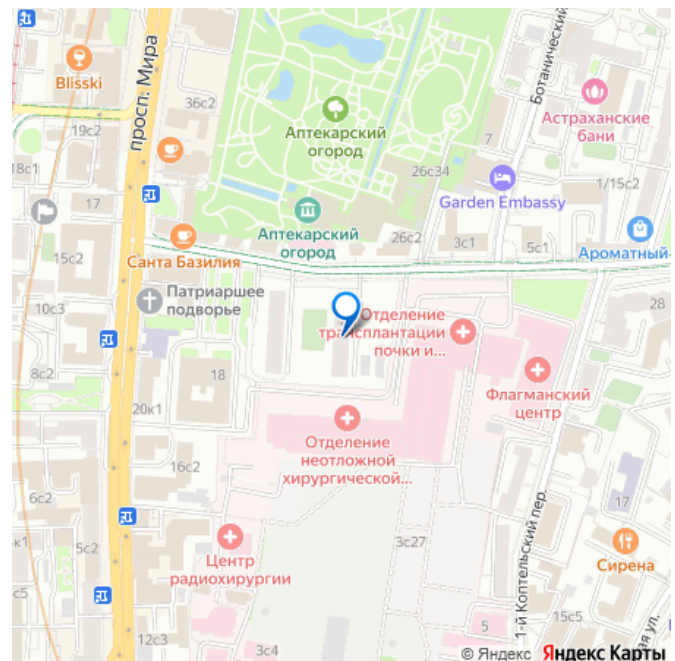 Blisski
просп. Мира
36с2
19с2
18с1
17
15с2
10с3
8с2
6с2
5с2
12с3
Аптекарский
огород
26с34
7
Ботанический
Астраханские
бани
Garden Embassy
1/15с2
Аптекарский
огород
26с2
3с1
5с1
Ароматный
Санта Базилия
Патриаршее
подворье
18
20к1
16с2
Отделение
трансплантации
почки и...
28
Флагманский
центр
Отделение
неотложной
хирургической...
Центр
радиохирургии
3с27
3с4
17
Сирена
1-й Коптельский пер.
5
15с5
ая ул.
© Яндекс Яндекс Карты